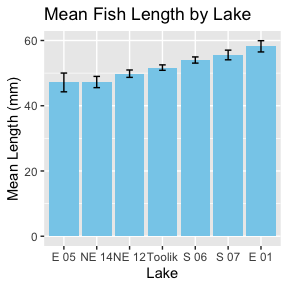 Mean Fish Length by Lake
Mean Length (mm)
60
40
20
0
E 05 NE 14 NE 12 Toolik S 06 S 07 E 01
Lake